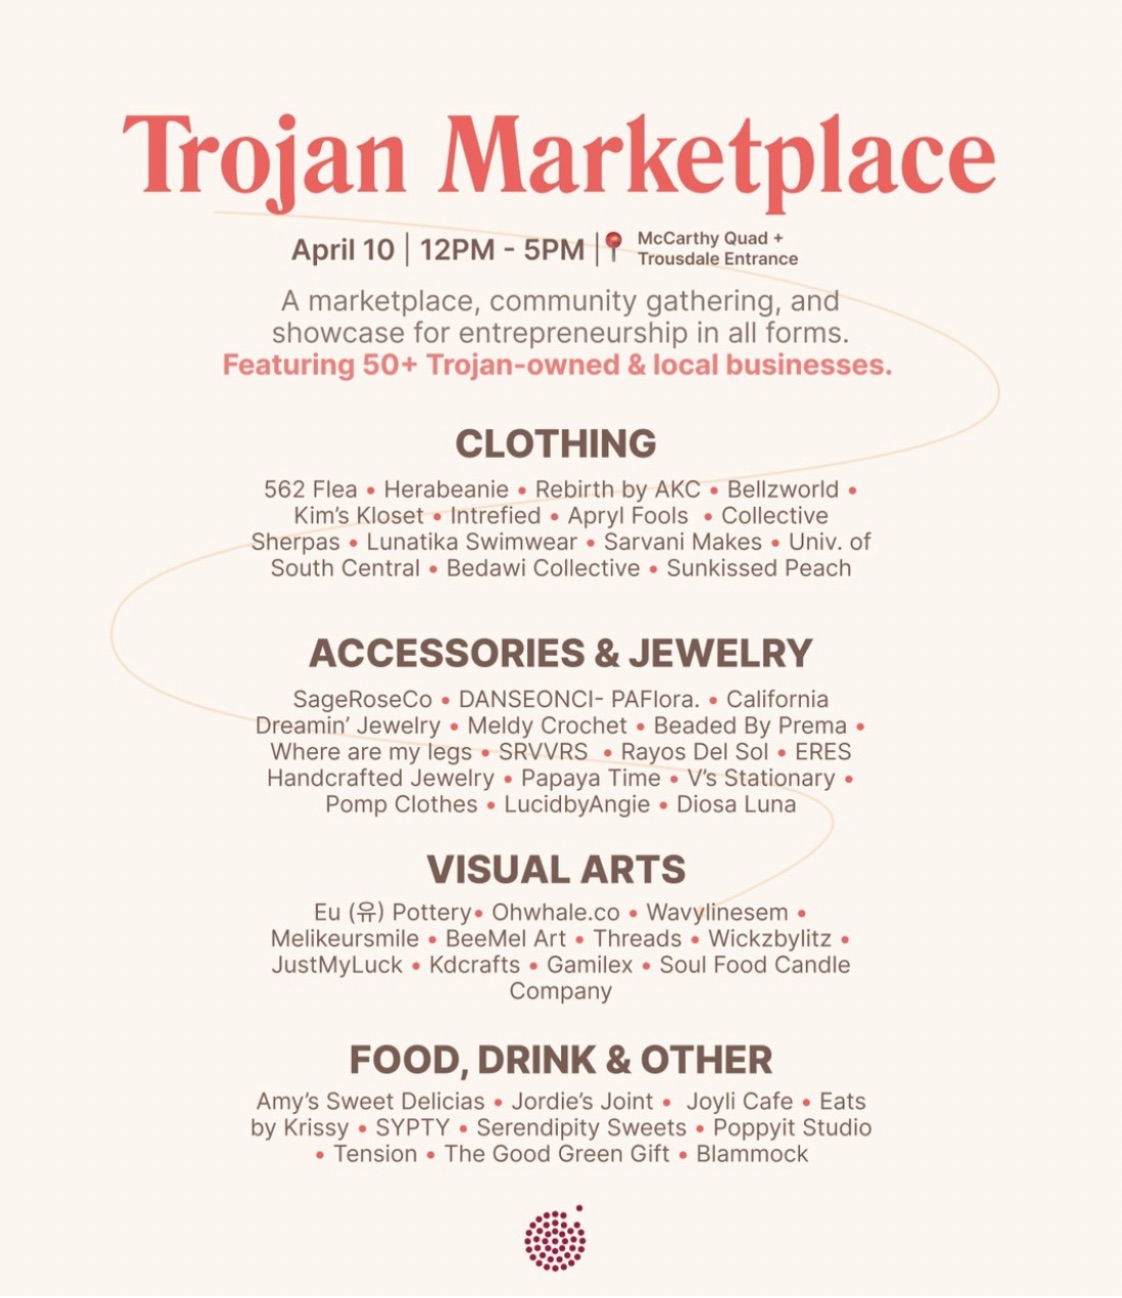 Trojan Marketplace
April 10 | 12PM - 5PM |
McCarthy Quad +
Trousdale Entrance
A marketplace, community gathering, and
showcase for entrepreneurship in all forms.
Featuring 50+ Trojan-owned & local businesses.
CLOTHING
562 Flea • Herabeanie • Rebirth by AKC • Bellzworld •
Kim's Kloset • Intrefied • Apryl Fools • Collective
Sherpas • Lunatika Swimwear • Sarvani Makes • Univ. of
South Central • Bedawi Collective • Sunkissed Peach
ACCESSORIES & JEWELRY
SageRoseCo • DANSEONCI- PAFlora. • California
Dreamin' Jewelry • Meldy Crochet • Beaded By Prema •
Where are my legs • SRVVRS • Rayos Del Sol • ERES
Handcrafted Jewelry • Papaya Time • V's Stationary •
Pomp Clothes • LucidbyAngie • Diosa Luna
VISUAL ARTS
Eu (유) Pottery• Ohwhale.co • Wavylinesem •
Melikeursmile • BeeMel Art • Threads • Wickzbylitz •
JustMyLuck • Kdcrafts • Gamilex • Soul Food Candle
Company
FOOD, DRINK & OTHER
Amy's Sweet Delicias • Jordie's Joint • Joyli Cafe • Eats
by Krissy • SYPTY • Serendipity Sweets • Poppyit Studio
• Tension • The Good Green Gift • Blammock